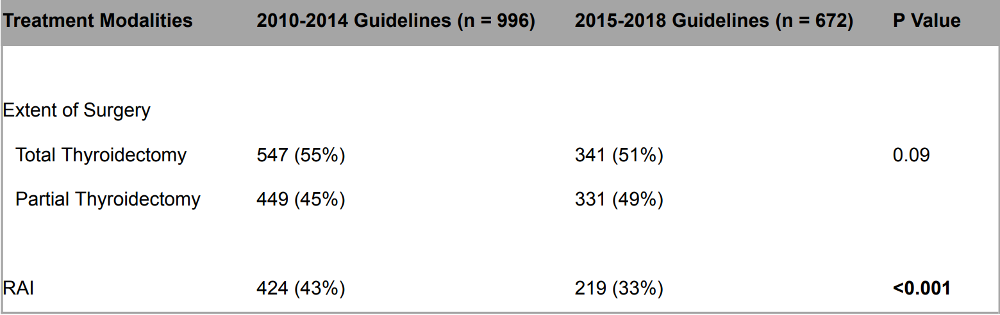 Treatment Modalities 2010-2014 Guidelines (n = 996) 2015-2018 Guidelines (n = 672) P Value
Extent of Surgery
Total Thyroidectomy 547 (55%) 341 (51%) 0.09
Partial Thyroidectomy 449 (45%) 331 (49%)
RAI 424 (43%) 219 (33%) <0.001